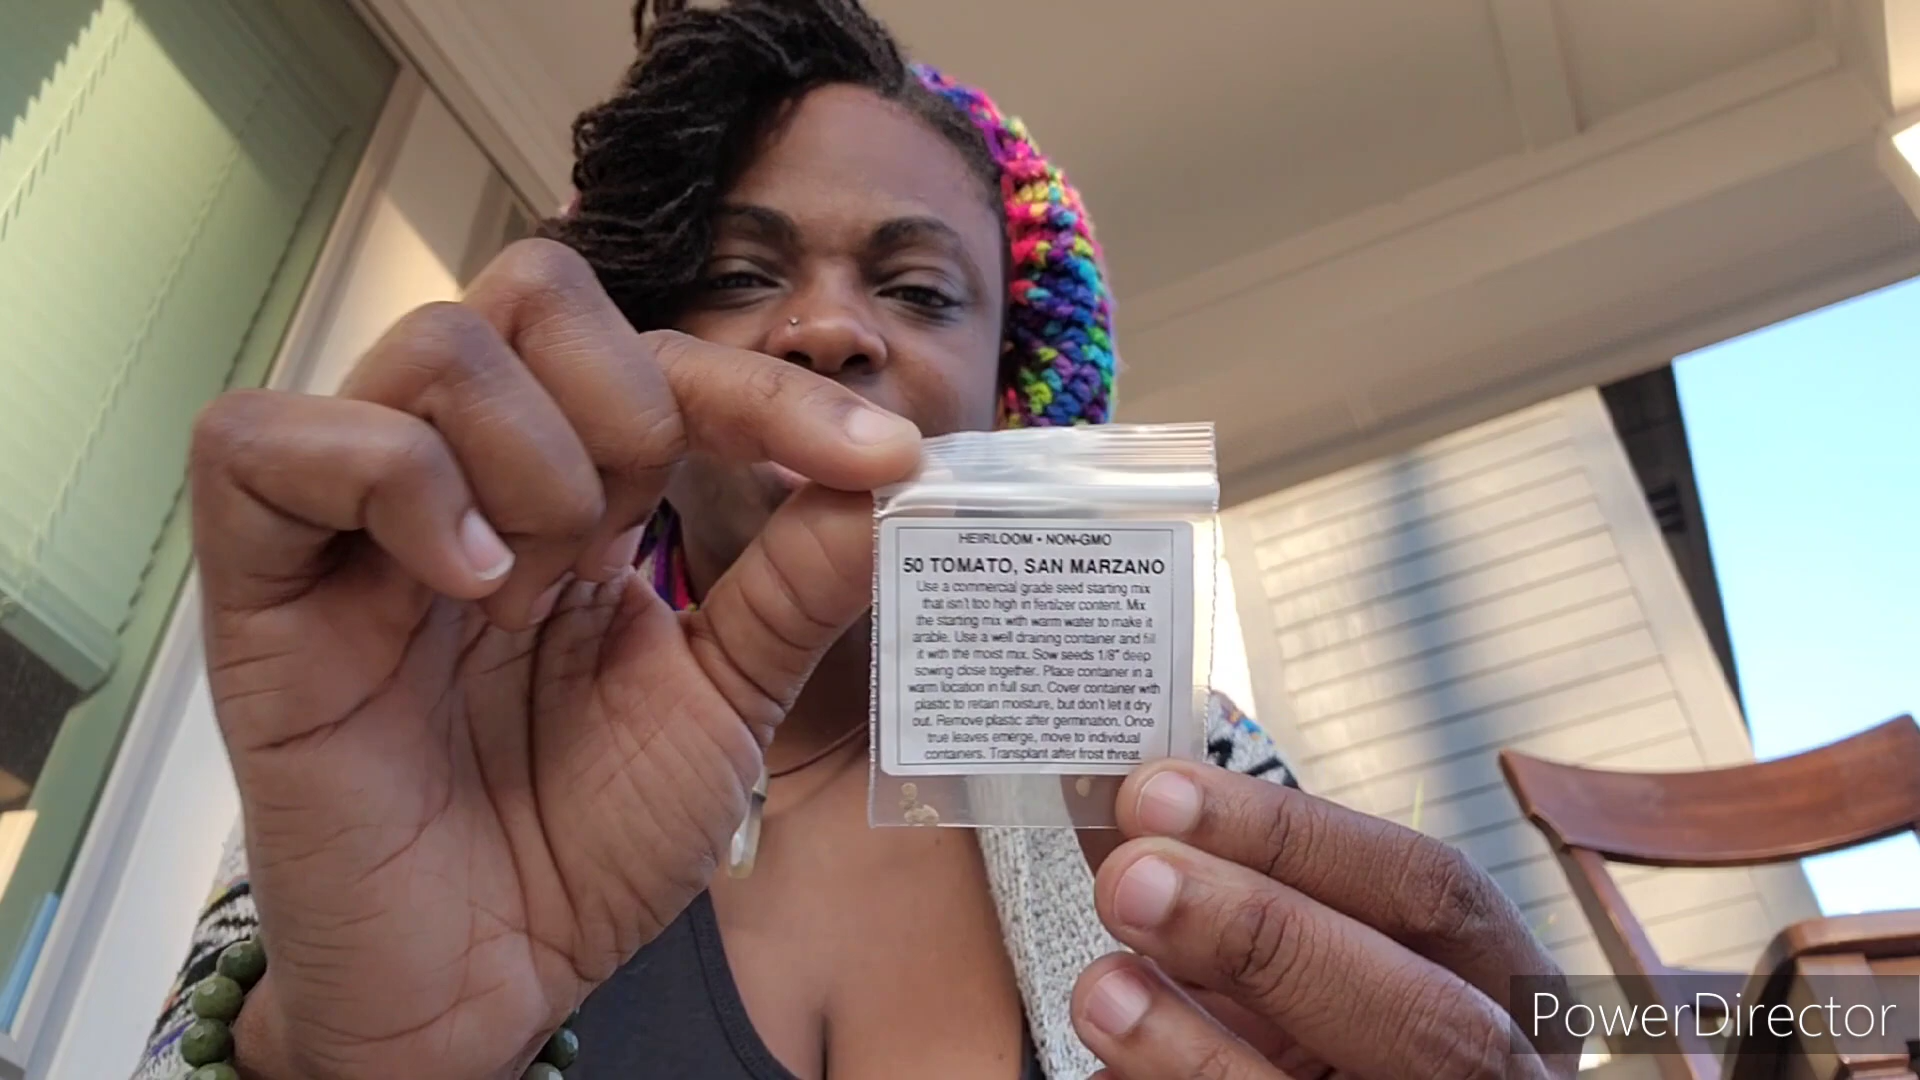 HEIRLOOM • NON-GMO
50 TOMATO, SAN MARZANO
Use a commercial grade seed starting mix
that isn't too high in fertilizer content. Mix
the starting mix with warm water to make it
arable. Use a well draining container and fill
it with the moist mix. Sow seeds 1/8" deep
sowing close together. Place container in a
warm location in full sun. Cover container with
plastic to retain moisture, but don't let it dry
out. Remove plastic after germination. Once
true leaves emerge, move to individual
containers. Transplant after frost threat.
PowerDirector